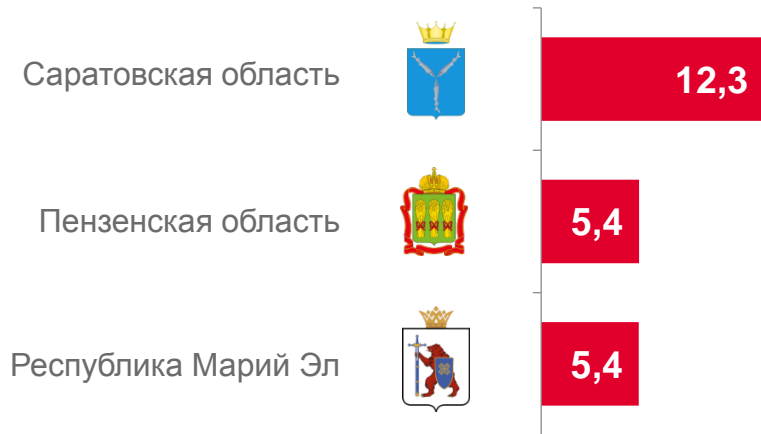 Саратовская область
12,3
Пензенская область
5,4
Республика Марий Эл
5,4